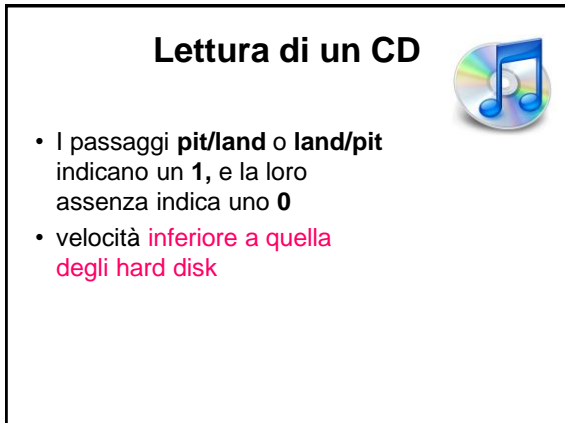 Lettura di un CD
• I passaggi pit/land o land/pit
indicano un 1, e la loro
assenza indica uno 0
• velocità inferiore a quella
degli hard disk